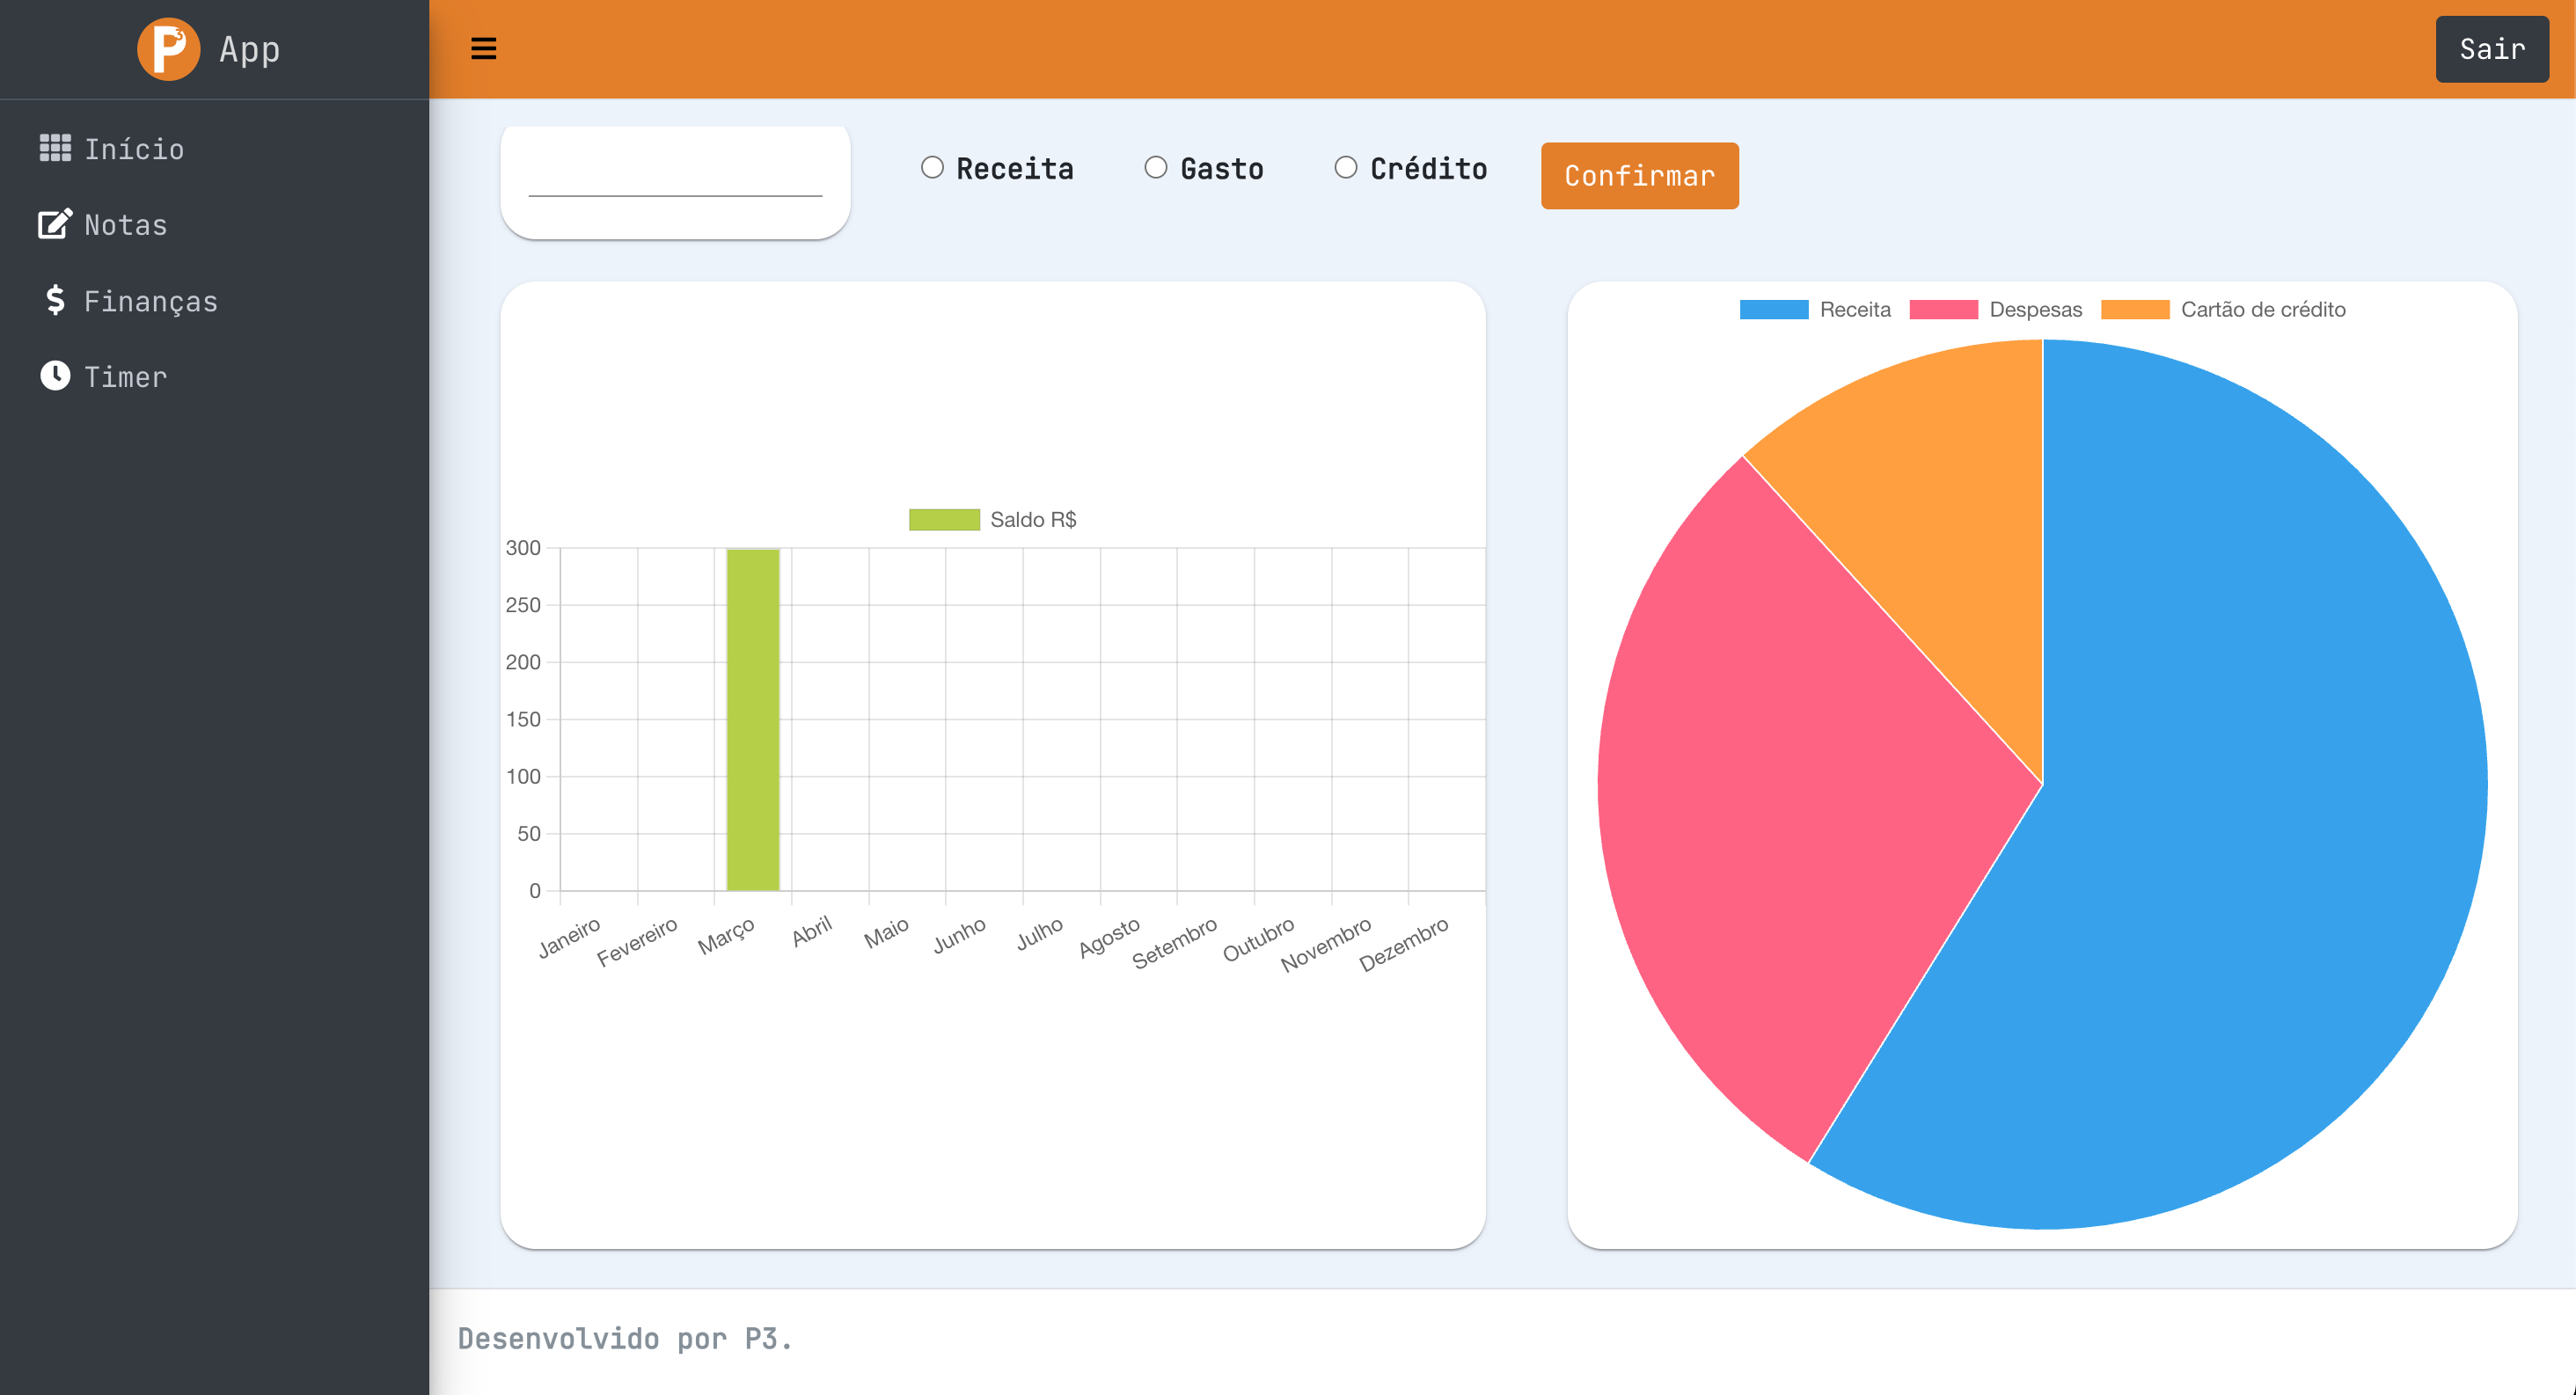 P3 App
Sair
Início
Notas
Finanças
Timer
Receita Gasto Crédito Confirmar
Receita Despesas Cartão de crédito
Saldo R$
300
250
200
150
100
50
0
Janeiro Fevereiro Março Abril Maio Junho Julho Agosto Setembro Outubro Novembro Dezembro
Desenvolvido por P3.